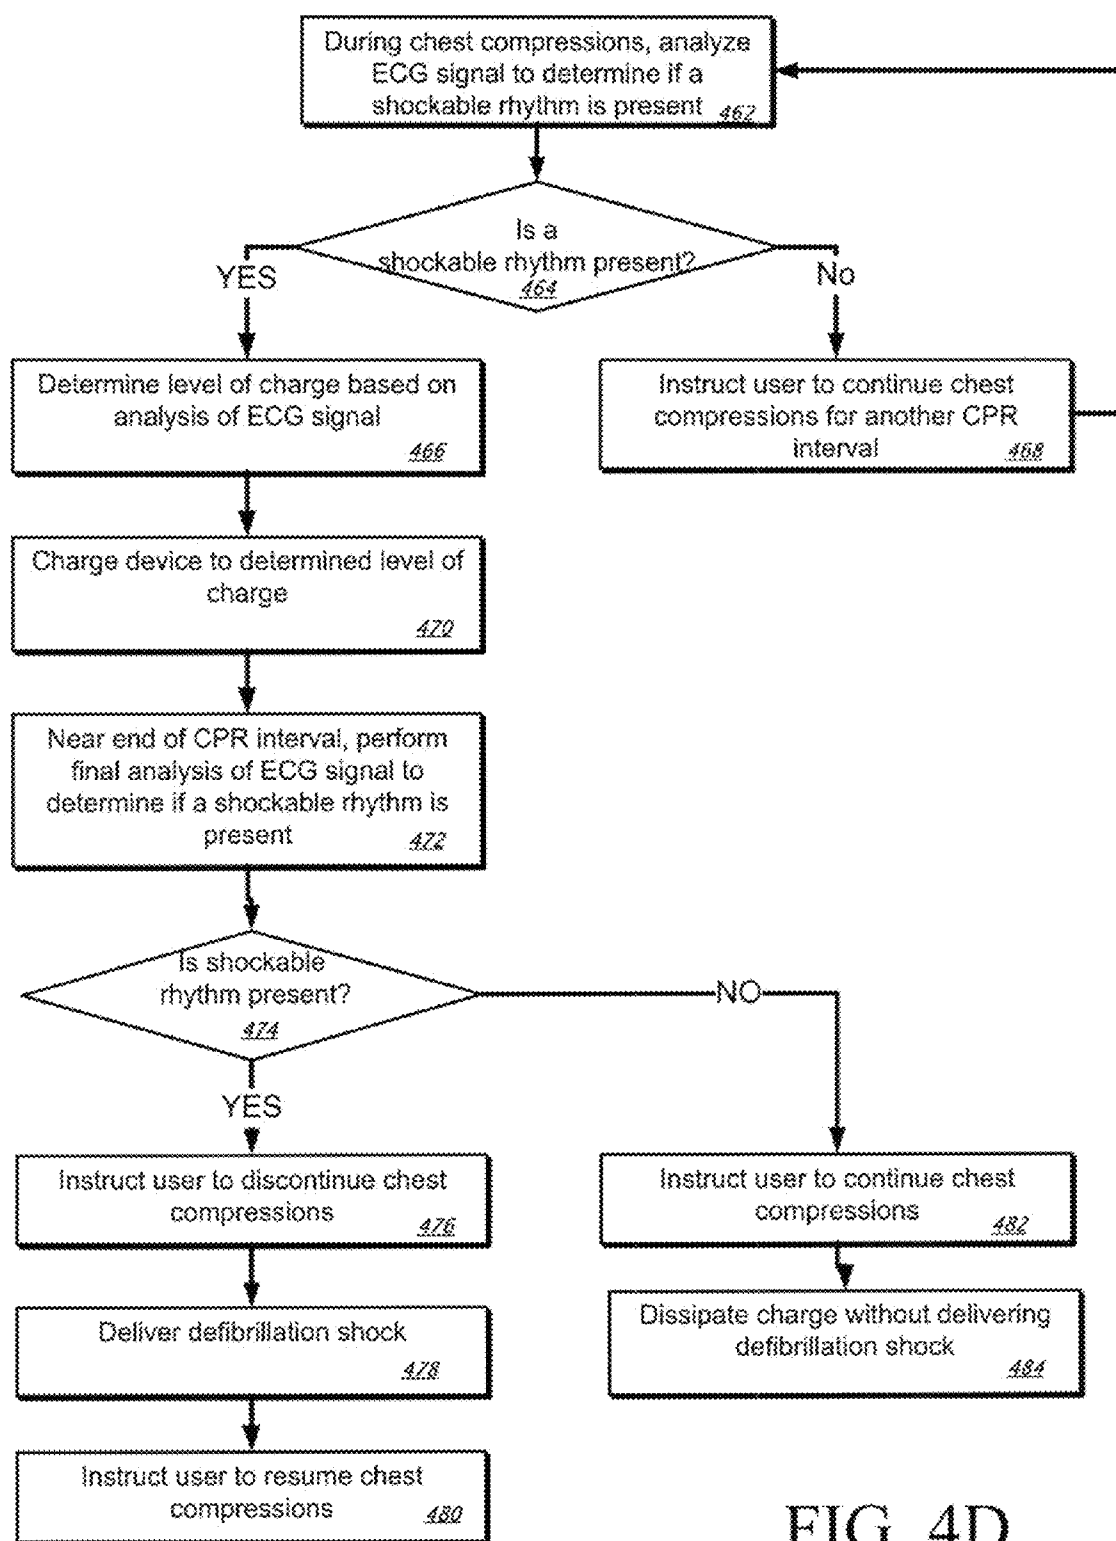 During chest compressions, analyze
ECG signal to determine if a
shockable rhythm is present
462
Is a
shockable rhythm present?
464
YES
No
Determine level of charge based on
analysis of ECG signal
466
Instruct user to continue chest
compressions for another CPR
interval
468
Charge device to determined level of
charge
470
Near end of CPR interval, perform
final analysis of ECG signal to
determine if a shockable rhythm is
present
472
Is shockable
rhythm present?
474
NO
YES
Instruct user to discontinue chest
compressions
476
Instruct user to continue chest
compressions
482
Deliver defibrillation shock
478
Dissipate charge without delivering
defibrillation shock
484
Instruct user to resume chest
compressions
480
FIG. 4D